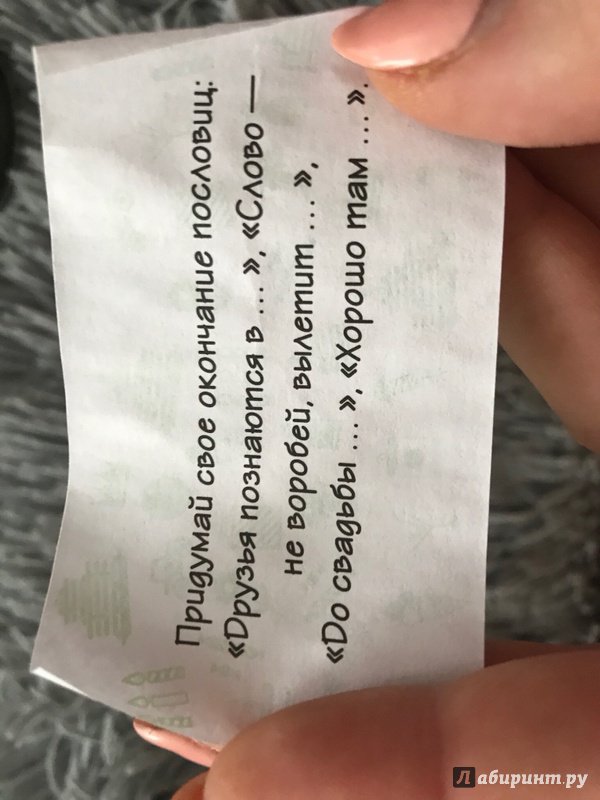 Придумай свое окончание пословиц:
«Друзья познаются в ... », «Слово —
не воробей, вылетит ... »,
«До свадьбы ... », «Хорошо там ... ».
Лабиринт.ру